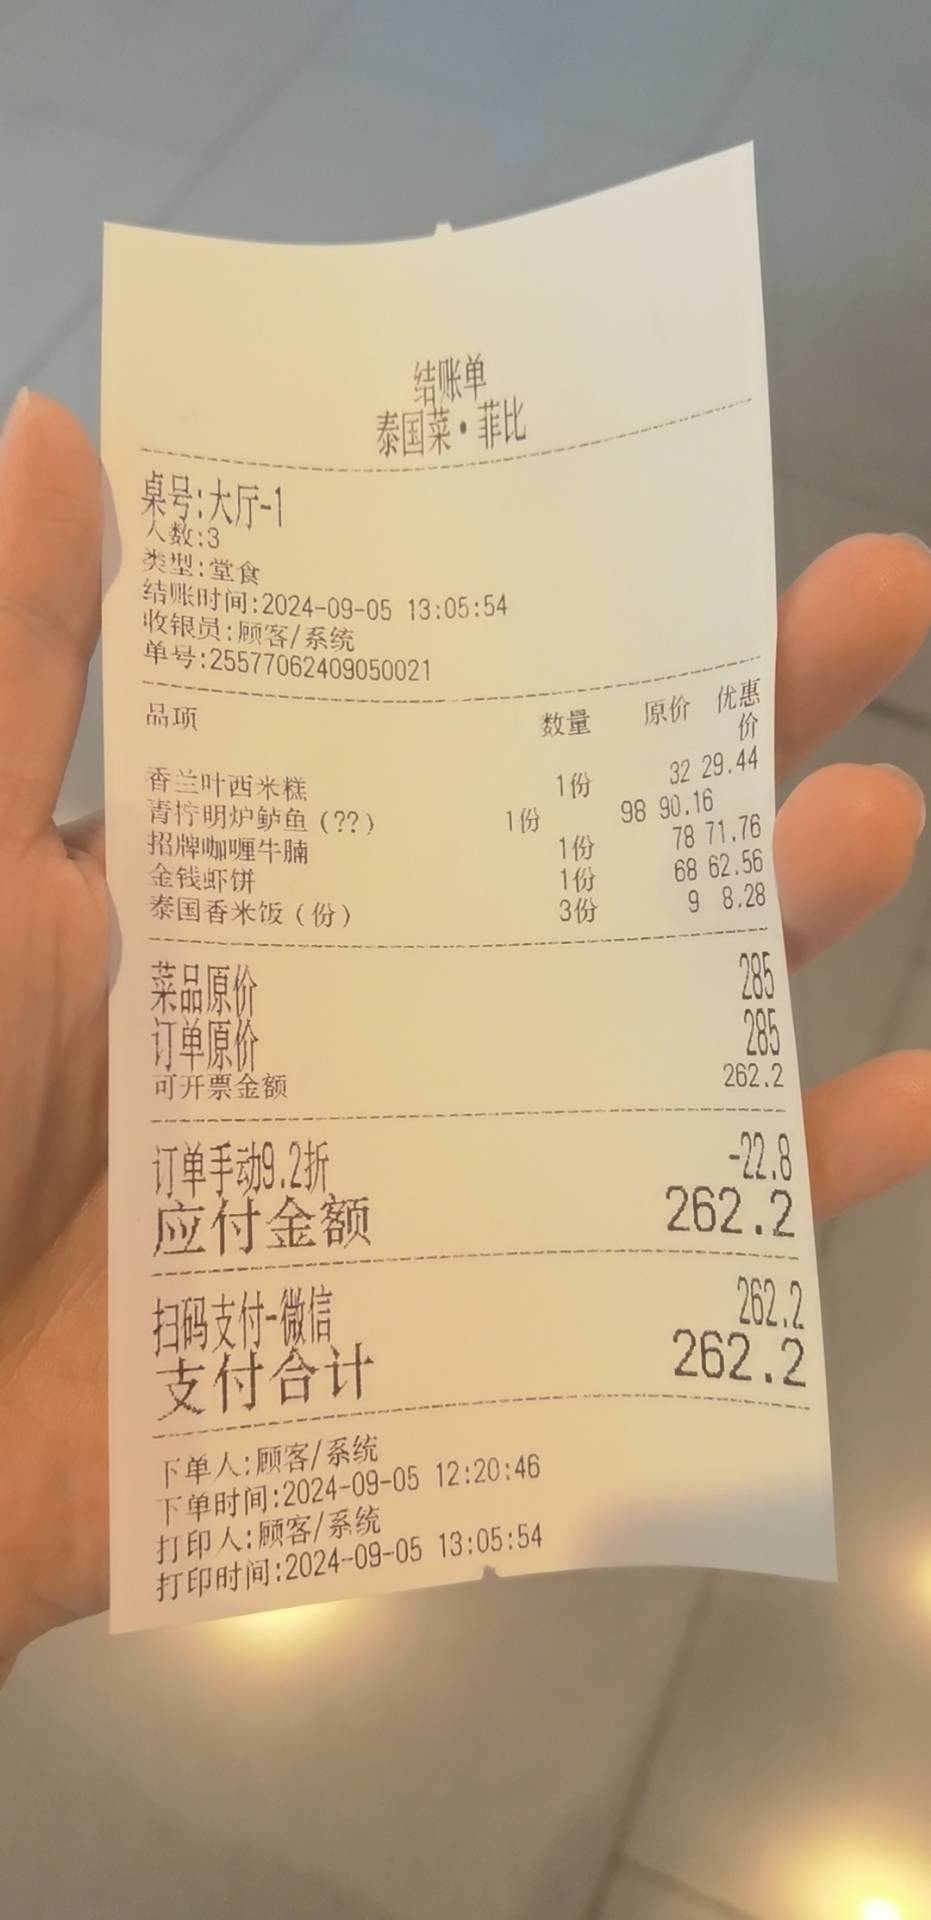 结账单
泰国菜•菲比
桌号:大厅-1
人数:3
类型:堂食
结账时间:2024-09-05 13:05:54
收银员:顾客/系统
单号:25577062409050021
品项 数量 原价 优惠价
香兰叶西米糕 1份 32 29.44
青柠明炉鲈鱼(??) 1份 98 90.16
招牌咖喱牛腩 1份 78 71.76
金钱虾饼 1份 68 62.56
泰国香米饭(份) 3份 9 8.28
菜品原价 285
订单原价 285
可开票金额 262.2
订单手动9.2折 -22.8
应付金额 262.2
扫码支付-微信 262.2
支付合计 262.2
下单人:顾客/系统
下单时间:2024-09-05 12:20:46
打印人:顾客/系统
打印时间:2024-09-05 13:05:54